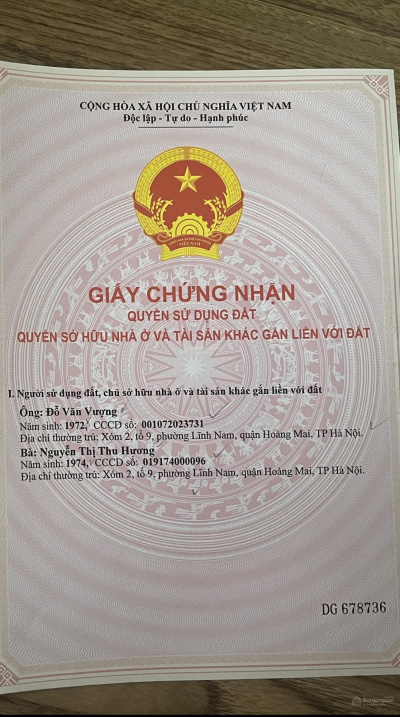 CỘNG HÒA XÃ HỘI CHỦ NGHĨA VIỆT NAM
Độc lập - Tự do - Hạnh phúc
VIỆT NAM
GIẤY CHỨNG NHẬN
QUYỀN SỬ DỤNG ĐẤT
QUYỀN SỞ HỮU NHÀ Ở VÀ TÀI SẢN KHÁC GẮN LIỀN VỚI ĐẤT
I. Người sử dụng đất, chủ sở hữu nhà ở và tài sản khác gắn liền với đất
Ông: Đỗ Văn Vượng
Năm sinh: 1972, CCCD số: 001072023731
Địa chỉ thường trú: Xóm 2, tổ 9, phường Lĩnh Nam, quận Hoàng Mai, TP Hà Nội.
Bà: Nguyễn Thị Thu Hương
Năm sinh: 1974, CCCD số: 019174000096
Địa chỉ thường trú: Xóm 2, tổ 9, phường Lĩnh Nam, quận Hoàng Mai, TP Hà Nội.
DG 678736